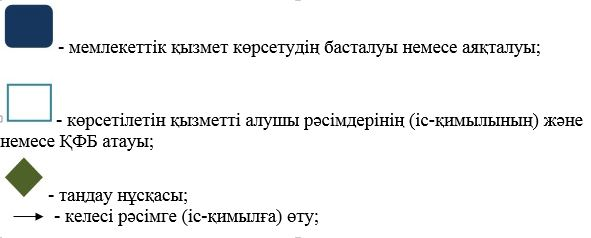 - мемлекеттік қызмет көрсетудің басталуы немесе аяқталуы;
- көрсетілетін қызметті алушы рәсімдерінің (іс-қимылының) және
немесе ҚФБ атауы;
- таңдау нұсқасы;
- келесі рәсімге (іс-қимылға) өту;